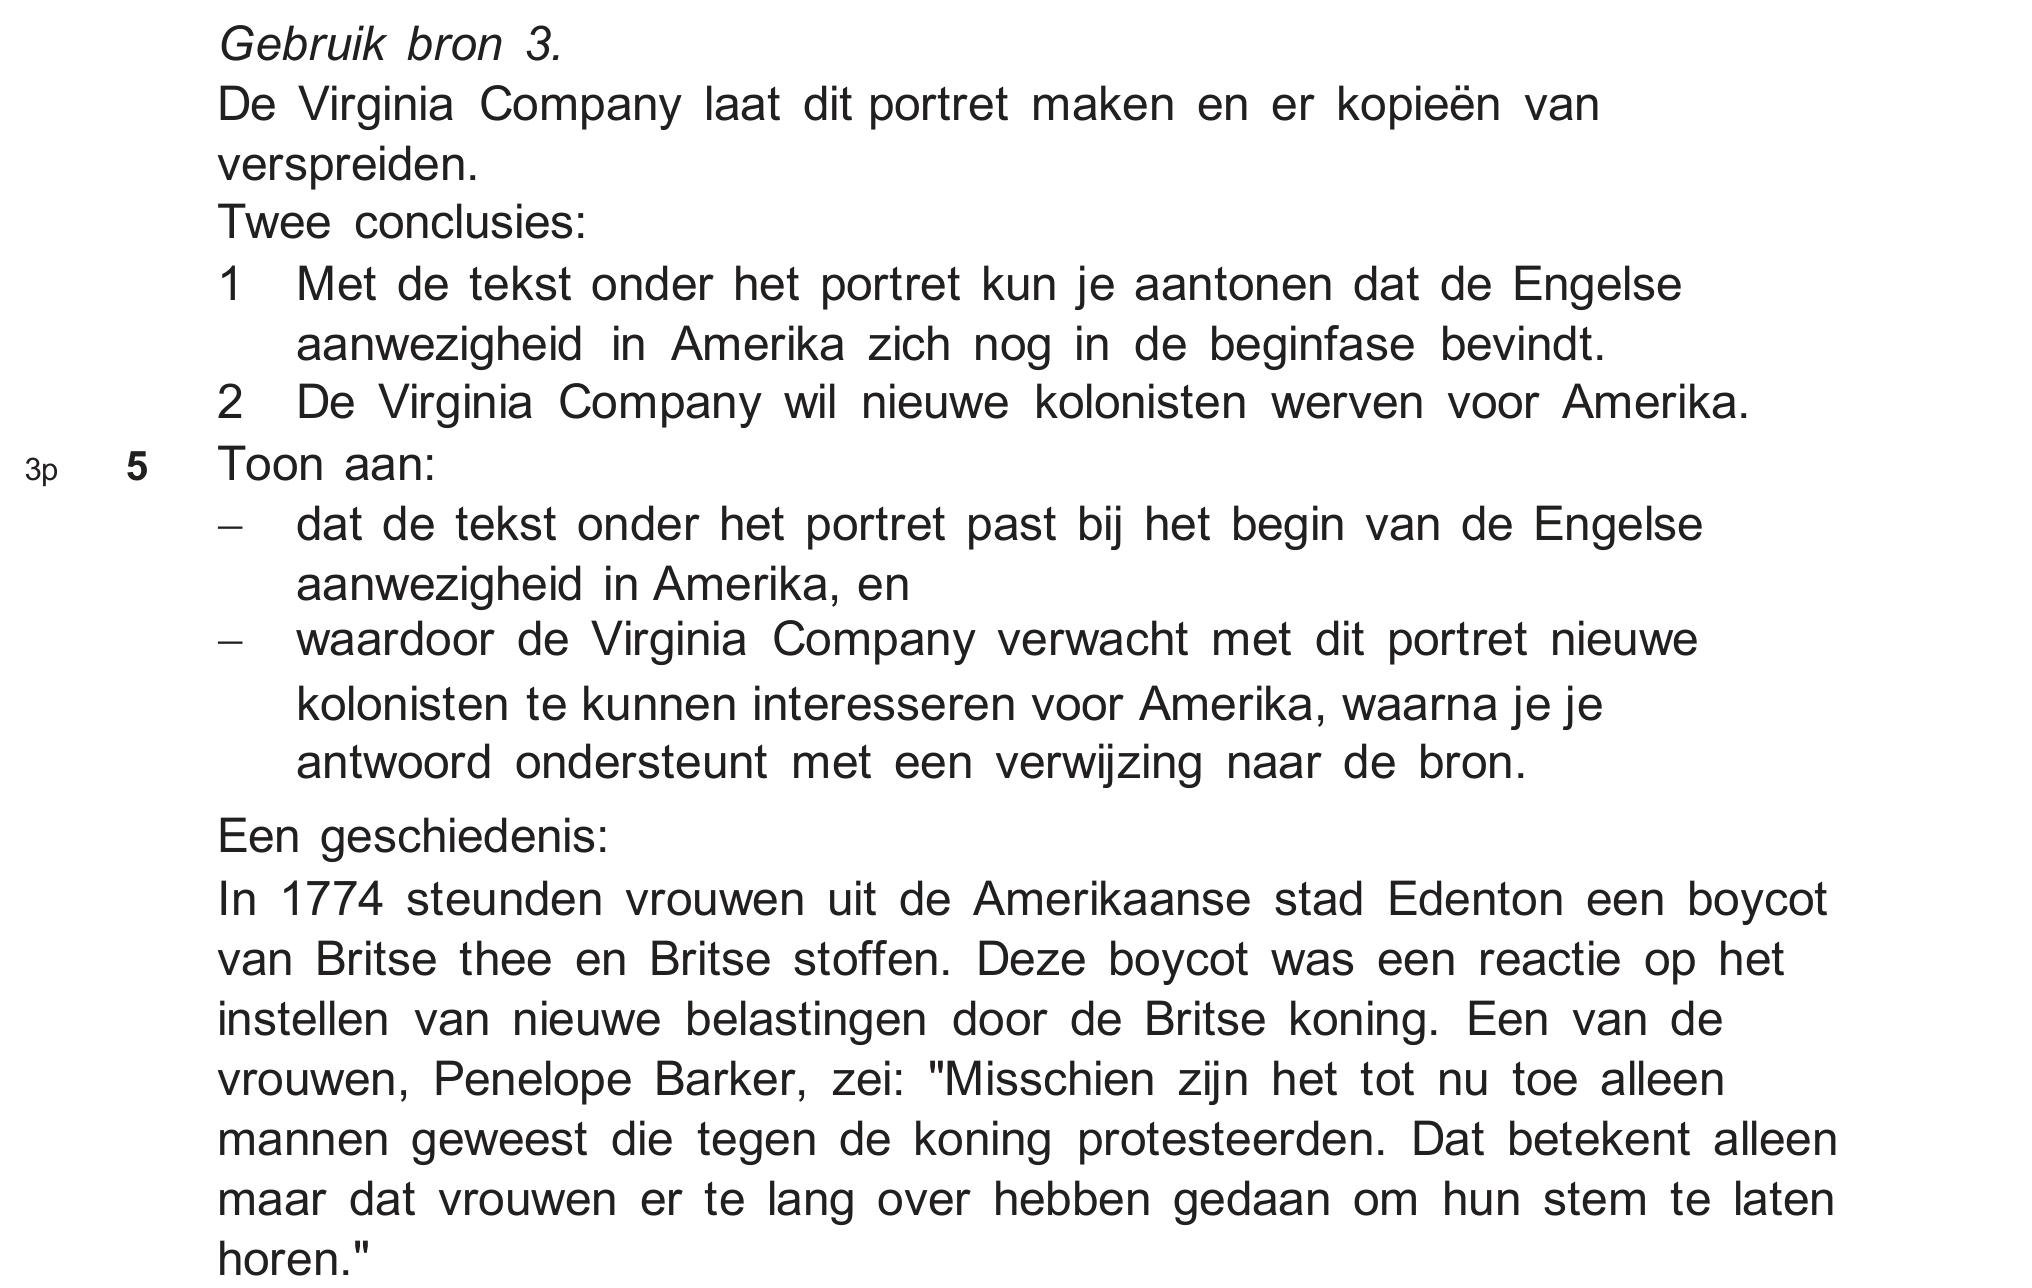 Gebruik bron 3.
De Virginia Company laat dit portret maken en er kopieën van
verspreiden.
Twee conclusies:
1 Met de tekst onder het portret kun je aantonen dat de Engelse
aanwezigheid in Amerika zich nog in de beginfase bevindt.
2 De Virginia Company wil nieuwe kolonisten werven voor Amerika.
3p 5 Toon aan:
– dat de tekst onder het portret past bij het begin van de Engelse
aanwezigheid in Amerika, en
– waardoor de Virginia Company verwacht met dit portret nieuwe
kolonisten te kunnen interesseren voor Amerika, waarna je je
antwoord ondersteunt met een verwijzing naar de bron.
Een geschiedenis:
In 1774 steunden vrouwen uit de Amerikaanse stad Edenton een boycot
van Britse thee en Britse stoffen. Deze boycot was een reactie op het
instellen van nieuwe belastingen door de Britse koning. Een van de
vrouwen, Penelope Barker, zei: "Misschien zijn het tot nu toe alleen
mannen geweest die tegen de koning protesteerden. Dat betekent alleen
maar dat vrouwen er te lang over hebben gedaan om hun stem te laten
horen."